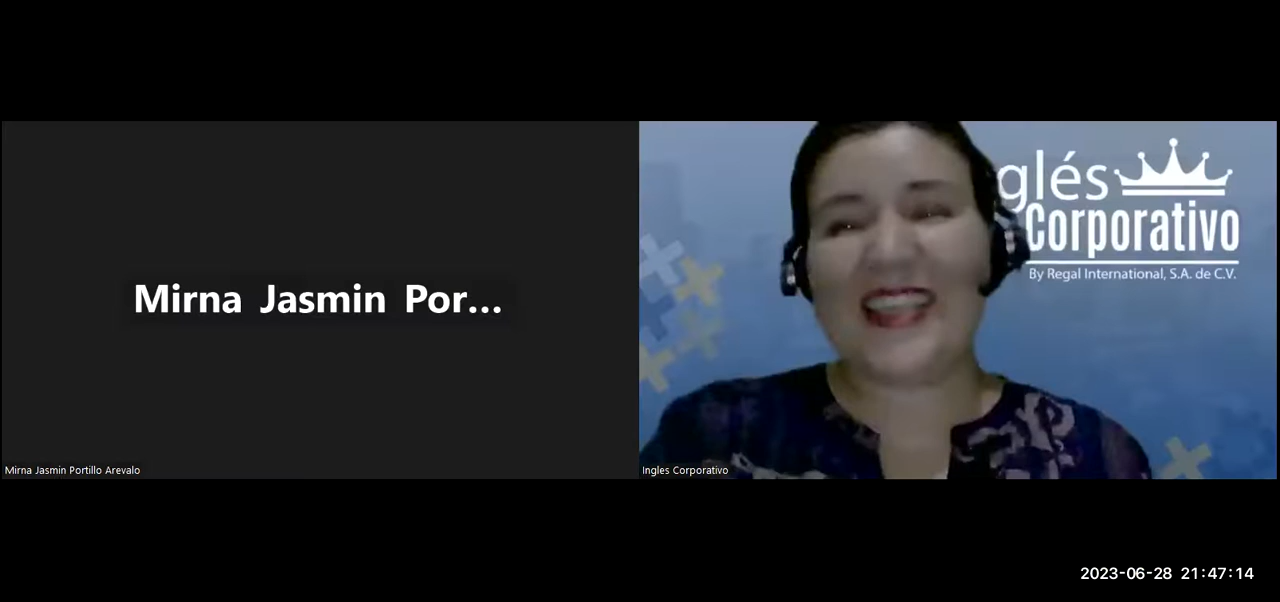 Mirna Jasmin Por...
Mirna Jasmin Portillo Arevalo
glés
Corporativo
By Regal International, S.A. de C.V.
Ingles Corporativo
2023-06-28 21:47:14